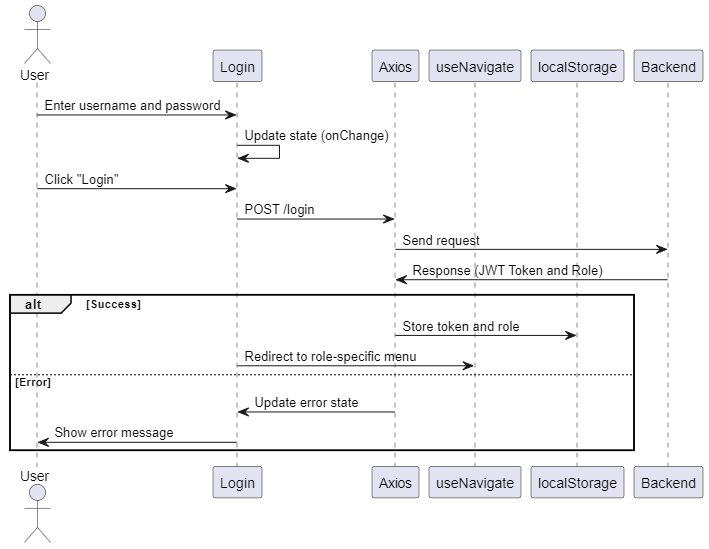 User
Login
Axios
useNavigate
localStorage
Backend
Enter username and password
Update state (onChange)
Click "Login"
POST /login
Send request
Response (JWT Token and Role)
alt
[Success]
Store token and role
Redirect to role-specific menu
[Error]
Update error state
Show error message
User
Login
Axios
useNavigate
localStorage
Backend